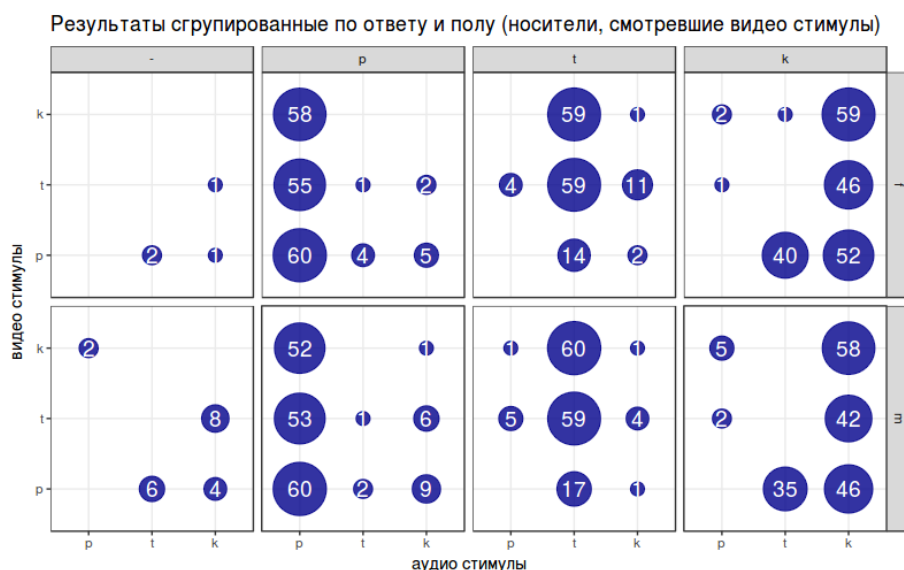 Результаты сгрупированные по ответу и полу (носители, смотревшие видео стимулы)
- p t k
k 58 59 1 2 1 59
t 1 55 1 2 4 59 11 1 46
p 2 1 60 4 5 14 2 40 52
f
k 2 52 1 1 60 1 5 58
t 8 53 1 6 5 59 4 2 42
p 6 4 60 2 9 17 1 35 46
m
видео стимулы
p t k p t k p t k p t k
аудио стимулы